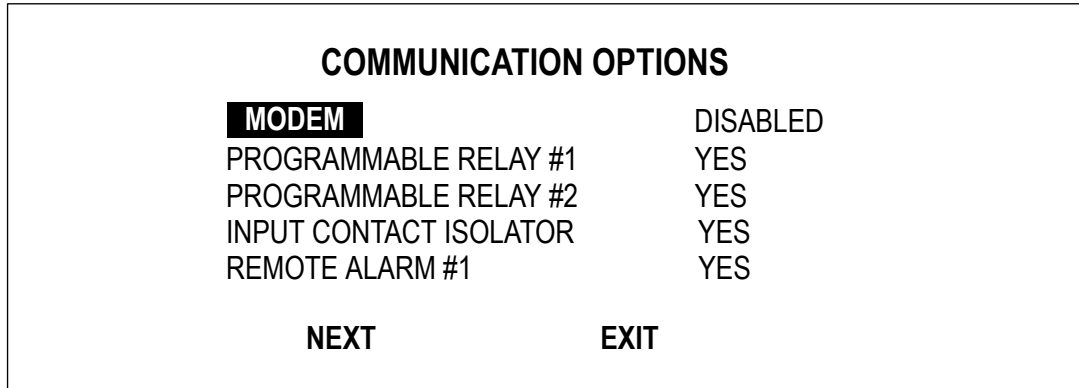 COMMUNICATION OPTIONS
MODEM DISABLED
PROGRAMMABLE RELAY #1 YES
PROGRAMMABLE RELAY #2 YES
INPUT CONTACT ISOLATOR YES
REMOTE ALARM #1 YES
NEXT EXIT